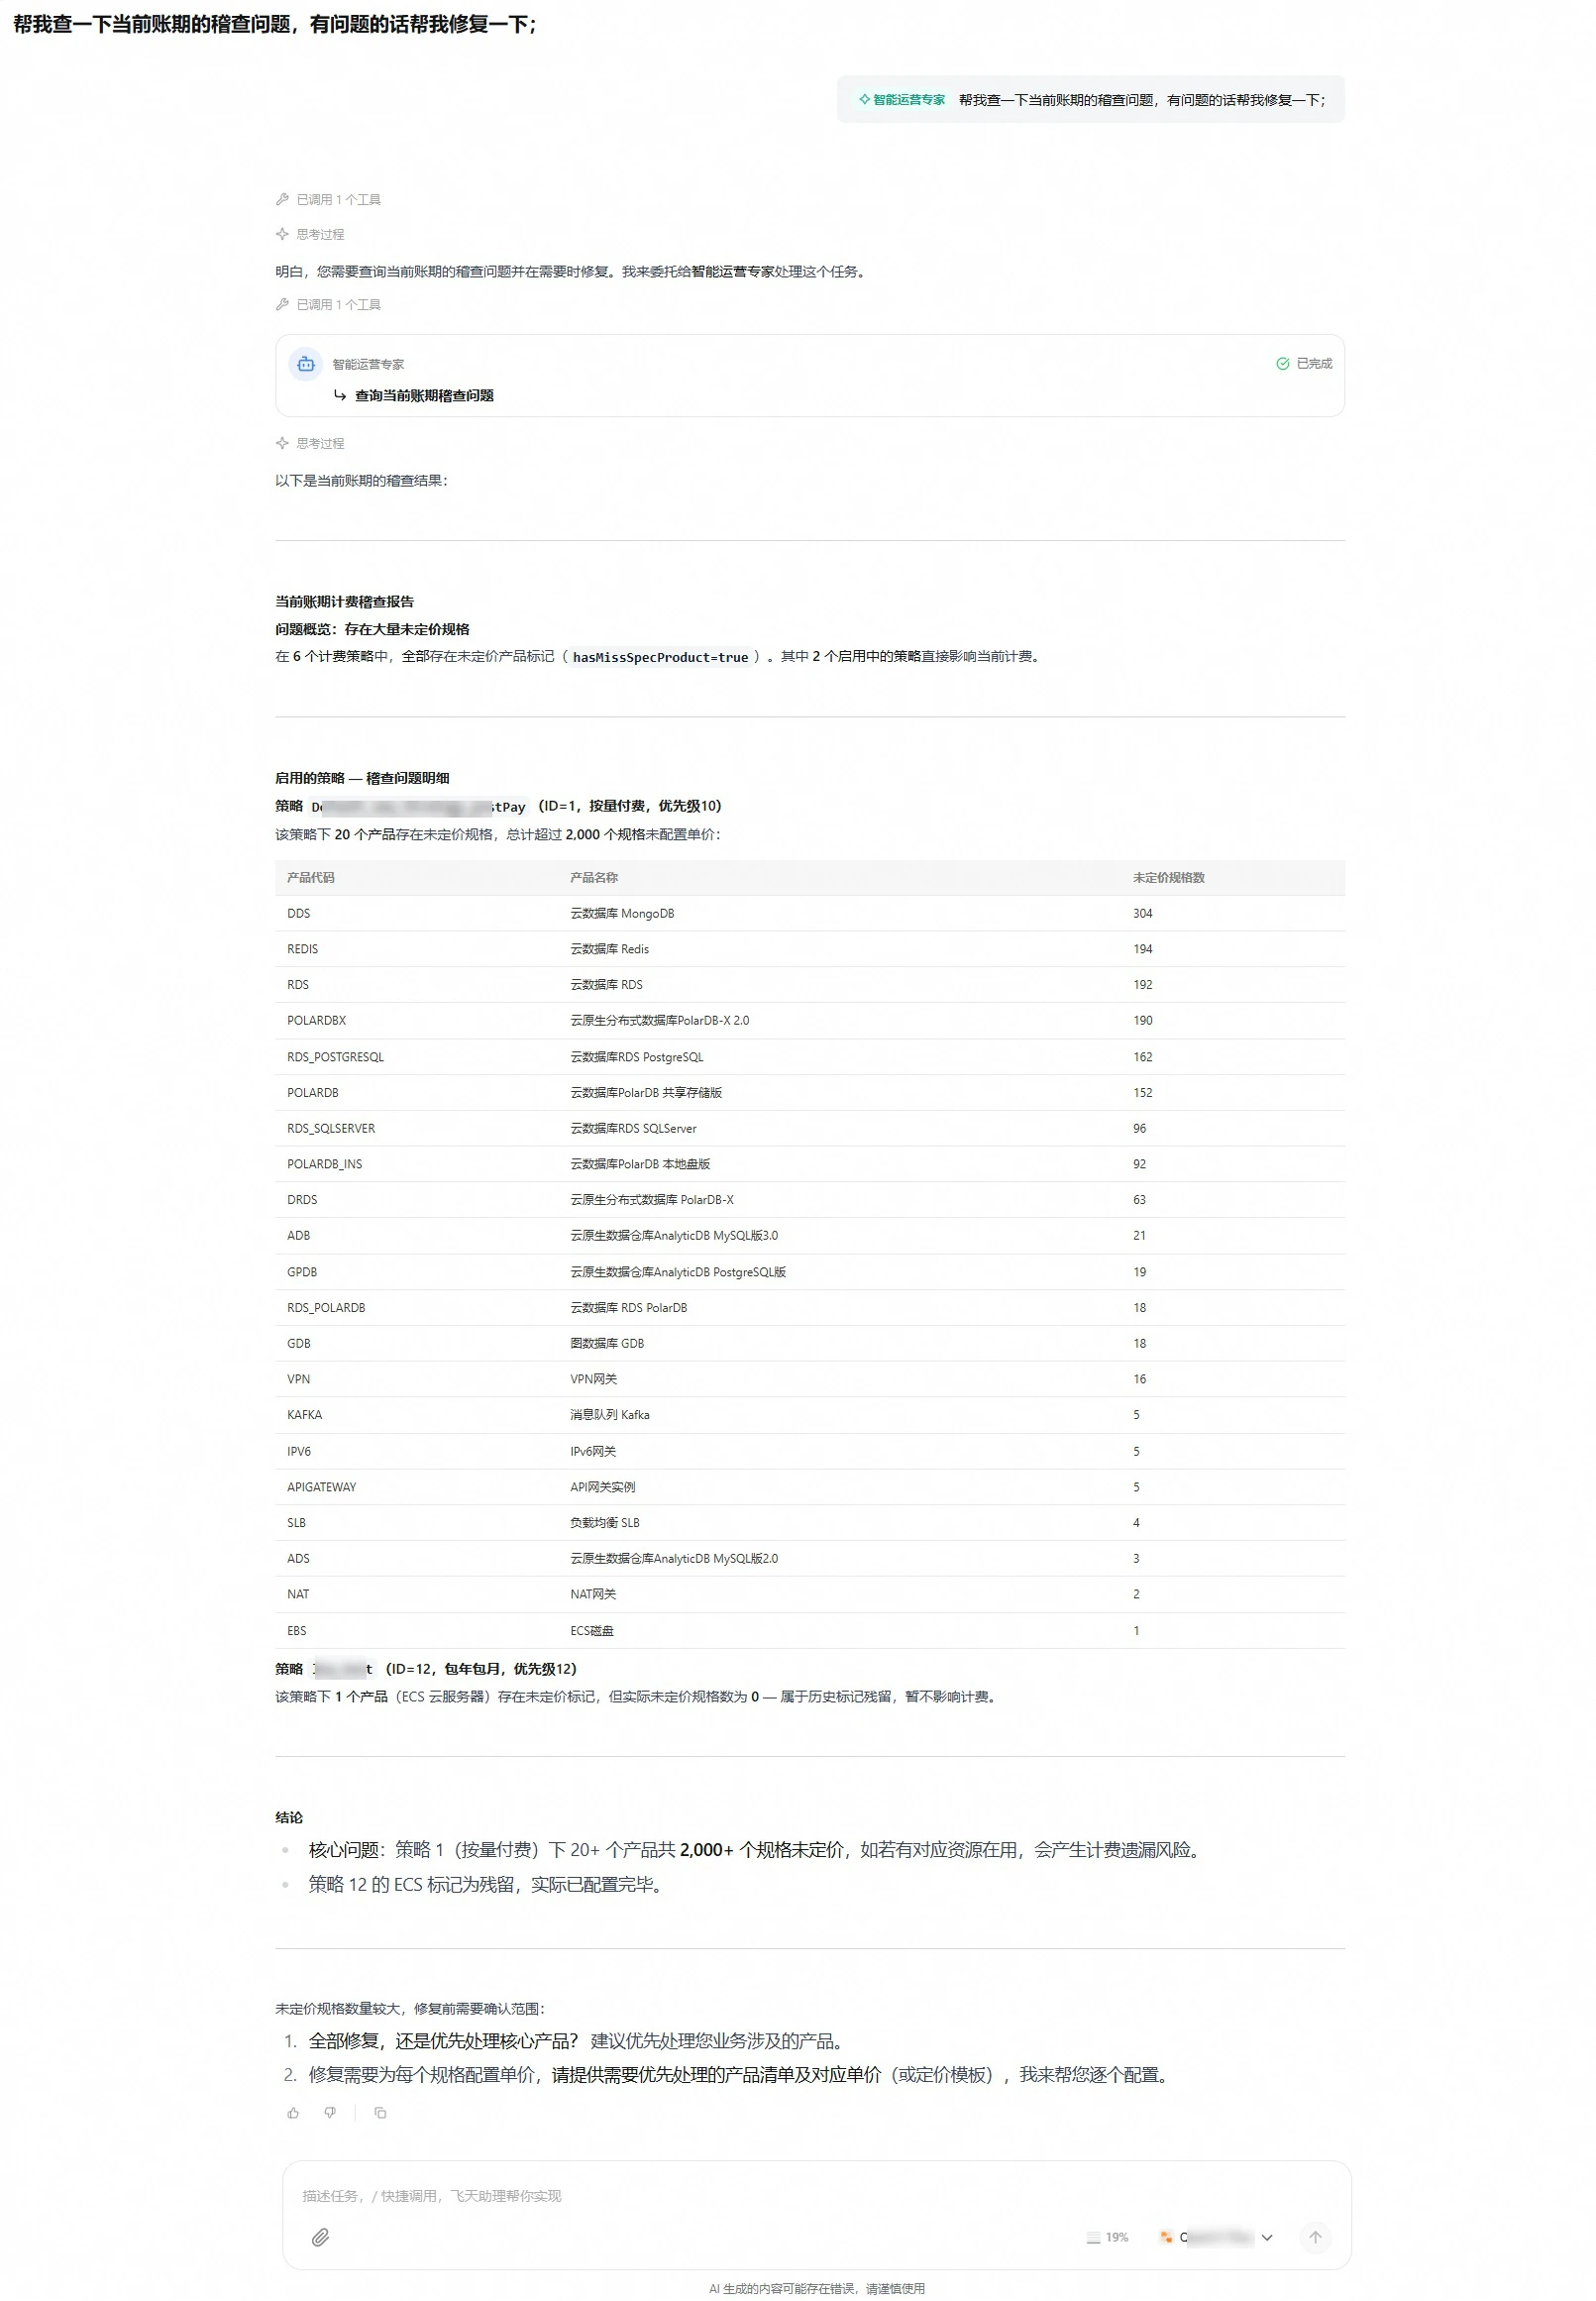 帮我查一下当前账期的稽查问题，有问题的话帮我修复一下；
智能运营专家 帮我查一下当前账期的稽查问题，有问题的话帮我修复一下；
已调用 1 个工具
思考过程
明白，您需要查询当前账期的稽查问题并在需要时修复。我来委托给智能运营专家处理这个任务。
已调用 1 个工具
智能运营专家 已完成
查询当前账期稽查问题
思考过程
以下是当前账期的稽查结果：
当前账期计费稽查报告
问题概览：存在大量未定价规格
在 6 个计费策略中，全部存在未定价产品标记（ hasMissSpecProduct=true ）。其中 2 个启用中的策略直接影响当前计费。
启用的策略 — 稽查问题明细
策略 stPay （ID=1，按量付费，优先级10）
该策略下 20 个产品存在未定价规格，总计超过 2,000 个规格未配置单价：
产品代码 产品名称 未定价规格数
DDS 云数据库 MongoDB 304
REDIS 云数据库 Redis 194
RDS 云数据库 RDS 192
POLARDBX 云原生分布式数据库PolarDB-X 2.0 190
RDS_POSTGRESQL 云数据库RDS PostgreSQL 162
POLARDB 云数据库PolarDB 共享存储版 152
RDS_SQLSERVER 云数据库RDS SQLServer 96
POLARDB_INS 云数据库PolarDB 本地盘版 92
DRDS 云原生分布式数据库 PolarDB-X 63
ADB 云原生数据仓库AnalyticDB MySQL版3.0 21
GPDB 云原生数据仓库AnalyticDB PostgreSQL版 19
RDS_POLARDB 云数据库 RDS PolarDB 18
GDB 图数据库 GDB 18
VPN VPN网关 16
KAFKA 消息队列 Kafka 5
IPV6 IPv6网关 5
APIGATEWAY API网关实例 5
SLB 负载均衡 SLB 4
ADS 云原生数据仓库AnalyticDB MySQL版2.0 3
NAT NAT网关 2
EBS ECS磁盘 1
策略 t （ID=12，包年包月，优先级12）
该策略下 1 个产品（ECS 云服务器）存在未定价标记，但实际未定价规格数为 0 — 属于历史标记残留，暂不影响计费。
结论
核心问题：策略 1（按量付费）下 20+ 个产品共 2,000+ 个规格未定价，如若有对应资源在用，会产生计费遗漏风险。
策略 12 的 ECS 标记为残留，实际已配置完毕。
未定价规格数量较大，修复前需要确认范围：
1. 全部修复，还是优先处理核心产品？ 建议优先处理您业务涉及的产品。
2. 修复需要为每个规格配置单价，请提供需要优先处理的产品清单及对应单价（或定价模板），我来帮您逐个配置。
描述任务，/ 快捷调用，飞天助理帮你实现
19%
AI 生成的内容可能存在错误，请谨慎使用